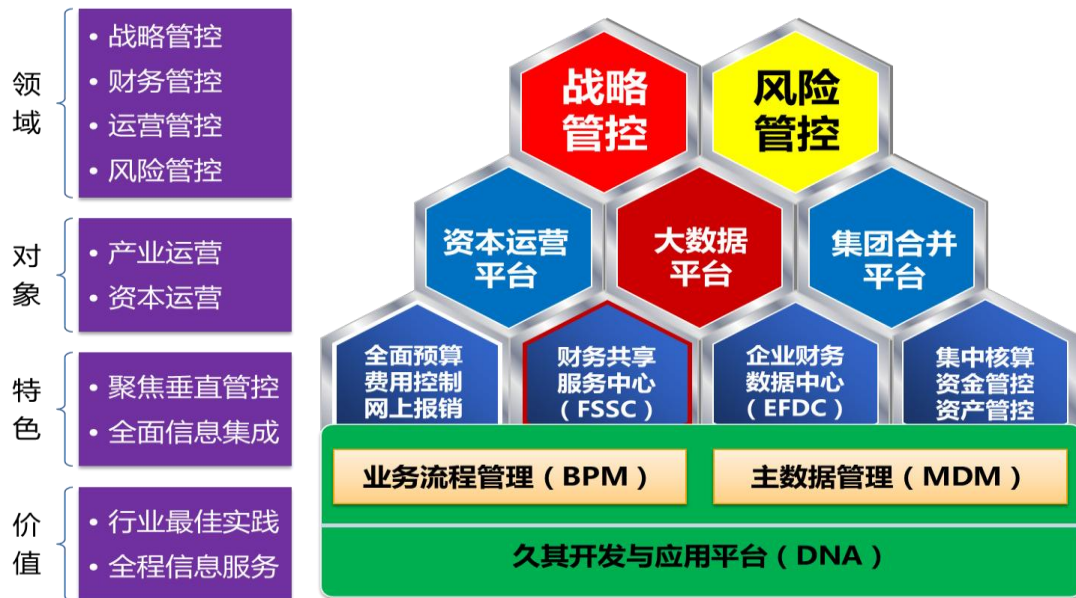 领
域
• 战略管控
• 财务管控
• 运营管控
• 风险管控
对
象
• 产业运营
• 资本运营
特
色
• 聚焦垂直管控
• 全面信息集成
价
值
• 行业最佳实践
• 全程信息服务
战略
管控
风险
管控
资本运营
平台
大数据
平台
集团合并
平台
全面预算
费用控制
网上报销
财务共享
服务中心
（FSSC）
企业财务
数据中心
（EFDC）
集中核算
资金管控
资产管控
业务流程管理（BPM）
主数据管理（MDM）
久其开发与应用平台（DNA）